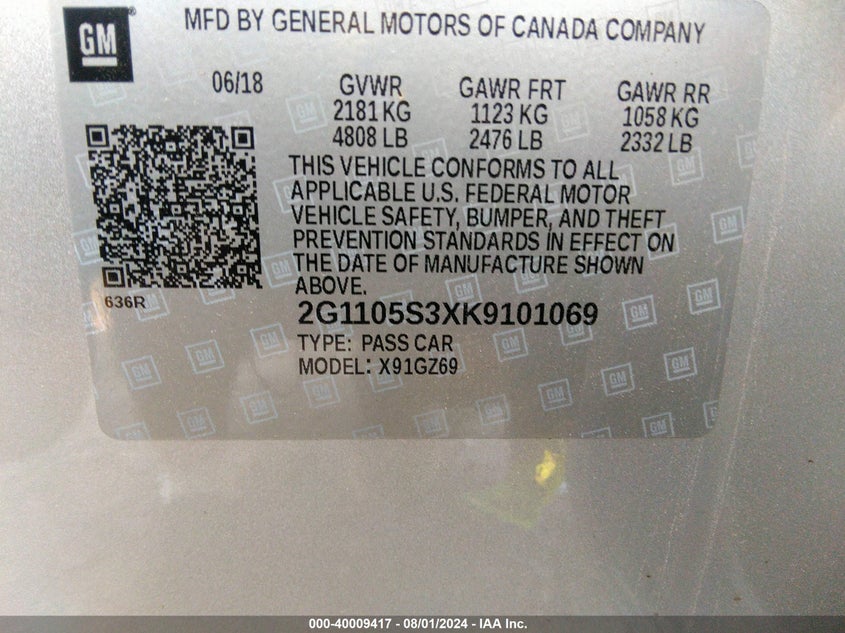 GM
MFD BY GENERAL MOTORS OF CANADA COMPANY
06/18 GVWR GAWR FRT GAWR RR
2181 KG 1123 KG 1058 KG
4808 LB 2476 LB 2332 LB
THIS VEHICLE CONFORMS TO ALL
APPLICABLE U.S. FEDERAL MOTOR
VEHICLE SAFETY, BUMPER, AND THEFT
PREVENTION STANDARDS IN EFFECT ON
THE DATE OF MANUFACTURE SHOWN
ABOVE.
636R
2G1105S3XK9101069
TYPE: PASS CAR
MODEL: X91GZ69
000-40009417 - 08/01/2024 - IAA Inc.